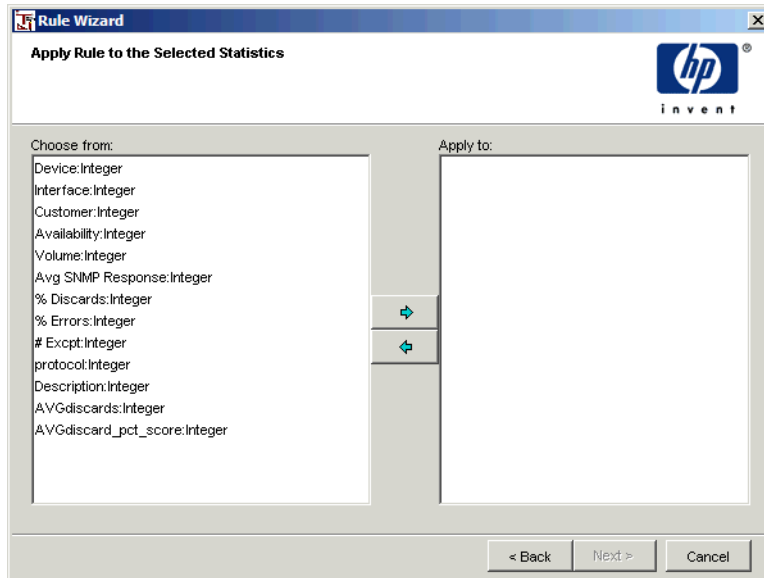 Rule Wizard
Apply Rule to the Selected Statistics
hp
®
invent
Choose from:
Apply to:
Device:Integer
Interface:Integer
Customer:Integer
Availability:Integer
Volume:Integer
Avg SNMP Response:Integer
% Discards:Integer
% Errors:Integer
# Excpt:Integer
protocol:Integer
Description:Integer
AVGdiscards:Integer
AVGdiscard_pct_score:Integer
< Back
Next >
Cancel